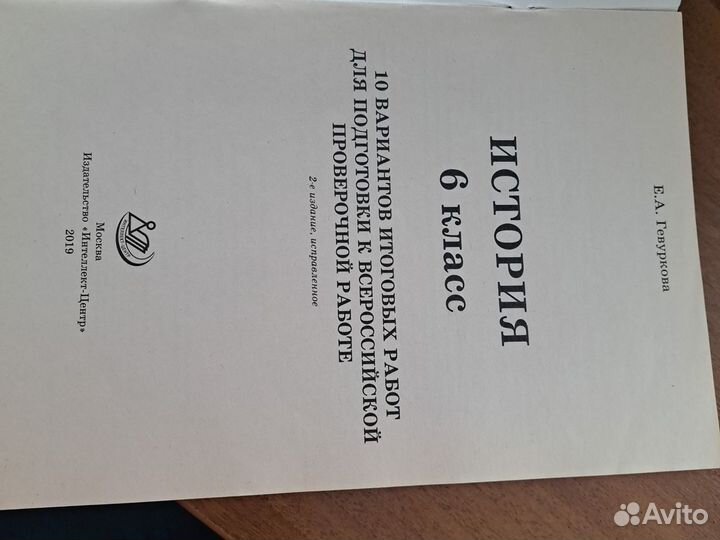 Е.А. Гевуркова
ИСТОРИЯ
6 класс
10 ВАРИАНТОВ ИТОГОВЫХ РАБОТ
ДЛЯ ПОДГОТОВКИ К ВСЕРОССИЙСКОЙ
ПРОВЕРОЧНОЙ РАБОТЕ
2-е издание, исправленное
Москва
Издательство «Интеллект-Центр»
2019
Avito